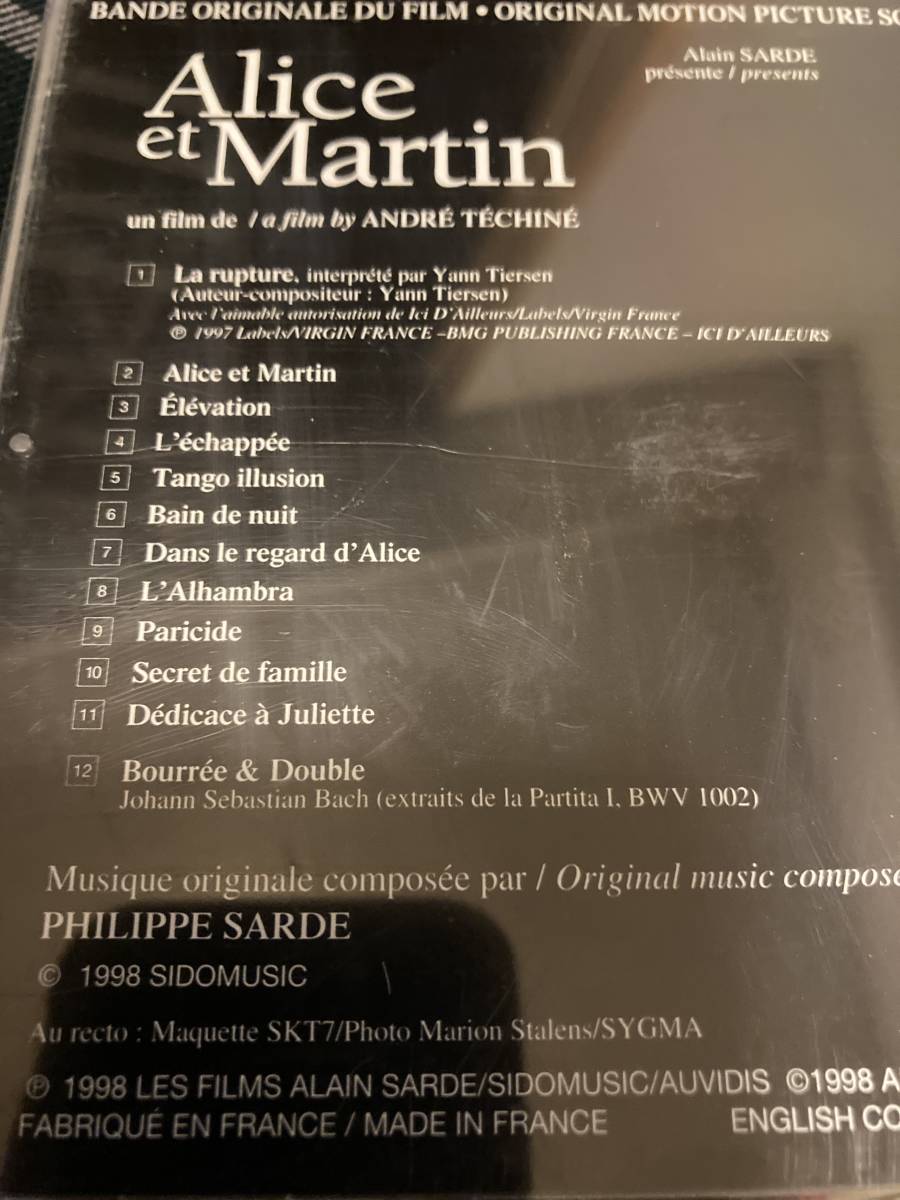 BANDE ORIGINALE DU FILM • ORIGINAL MOTION PICTURE
Alain SARDE
présente / presents
Alice
et Martin
un film de / a film by ANDRÉ TÉCHINÉ
1 La rupture, interprété par Yann Tiersen
(Auteur-compositeur : Yann Tiersen)
Avec l'aimable autorisation de Ici D'Ailleurs/Labels/Virgin France
℗ 1997 Labels/VIRGIN FRANCE –BMG PUBLISHING FRANCE – ICI D'AILLEURS
2 Alice et Martin
3 Élévation
4 L'échappée
5 Tango illusion
6 Bain de nuit
7 Dans le regard d'Alice
8 L'Alhambra
9 Paricide
10 Secret de famille
11 Dédicace à Juliette
12 Bourrée & Double
Johann Sebastian Bach (extraits de la Partita I, BWV 1002)
Musique originale composée par / Original music
PHILIPPE SARDE
© 1998 SIDOMUSIC
Au recto : Maquette SKT7/Photo Marion Stalens/SYGMA
℗ 1998 LES FILMS ALAIN SARDE/SIDOMUSIC/AUVIDIS ©1998
FABRIQUÉ EN FRANCE / MADE IN FRANCE
ENGLISH